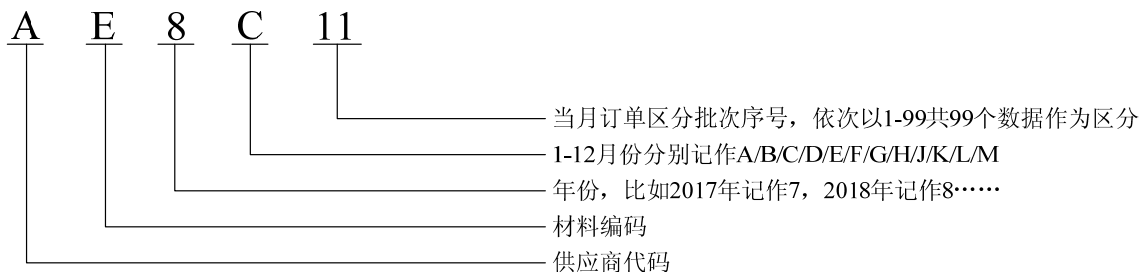 A E 8 C 11
当月订单区分批次序号，依次以1-99共99个数据作为区分
1-12月份分别记作A/B/C/D/E/F/G/H/J/K/L/M
年份，比如2017年记作7，2018年记作8……
材料编码
供应商代码